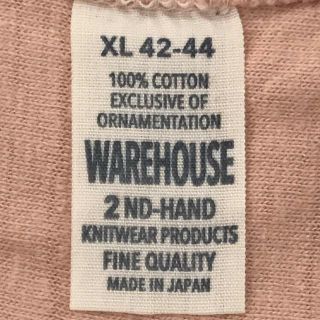 XL 42-44
100% COTTON
EXCLUSIVE OF
ORNAMENTATION
WAREHOUSE
2 ND-HAND
KNITWEAR PRODUCTS
FINE QUALITY
MADE IN JAPAN